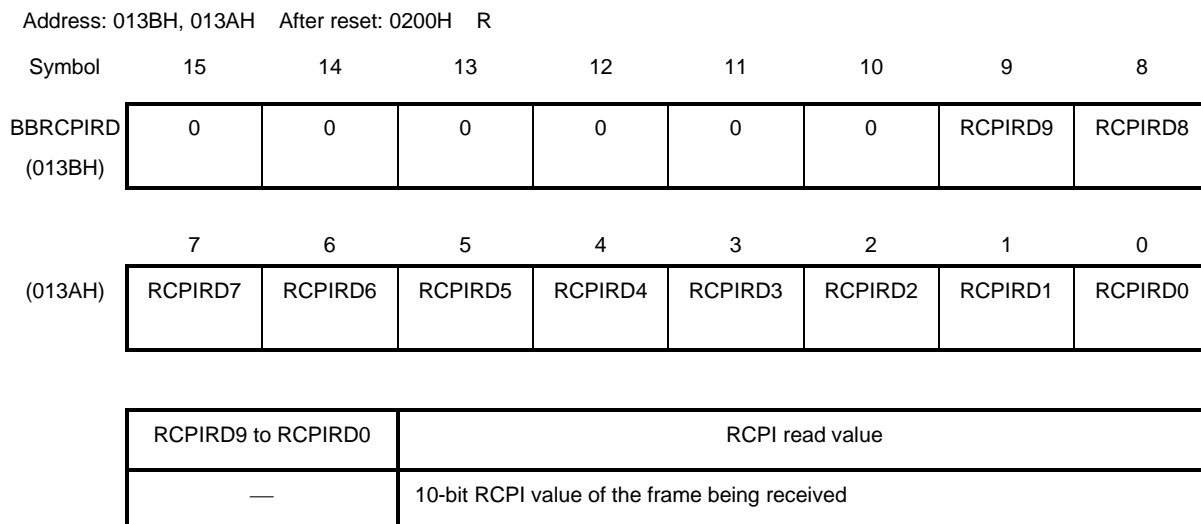 Address: 013BH, 013AH After reset: 0200H R
Symbol 15 14 13 12 11 10 9 8
BBRCPIRD 0 0 0 0 0 0 RCPIRD9 RCPIRD8
(013BH)
7 6 5 4 3 2 1 0
(013AH) RCPIRD7 RCPIRD6 RCPIRD5 RCPIRD4 RCPIRD3 RCPIRD2 RCPIRD1 RCPIRD0
RCPIRD9 to RCPIRD0 RCPI read value
— 10-bit RCPI value of the frame being received